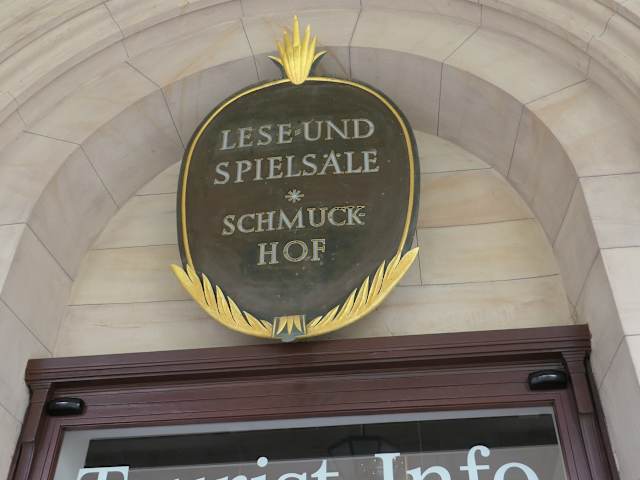 LESE=UND
SPIELSÄLE
*
SCHMUCK=
HOF
Tourist Info